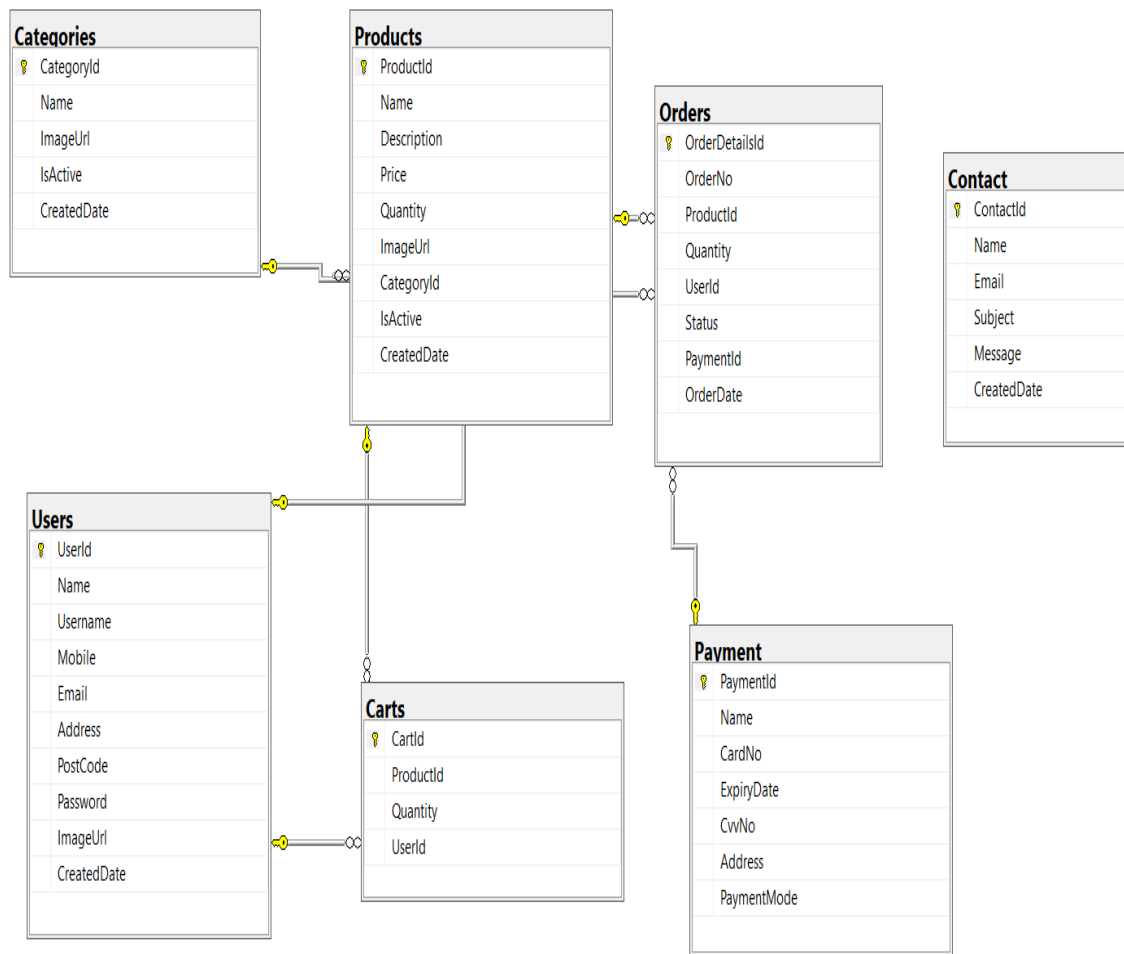 Categories
CategoryId
Name
ImageUrl
IsActive
CreatedDate
Products
ProductId
Name
Description
Price
Quantity
ImageUrl
CategoryId
IsActive
CreatedDate
Orders
OrderDetailsId
OrderNo
ProductId
Quantity
UserId
Status
PaymentId
OrderDate
Contact
ContactId
Name
Email
Subject
Message
CreatedDate
Users
UserId
Name
Username
Mobile
Email
Address
PostCode
Password
ImageUrl
CreatedDate
Carts
CartId
ProductId
Quantity
UserId
Payment
PaymentId
Name
CardNo
ExpiryDate
CvvNo
Address
PaymentMode